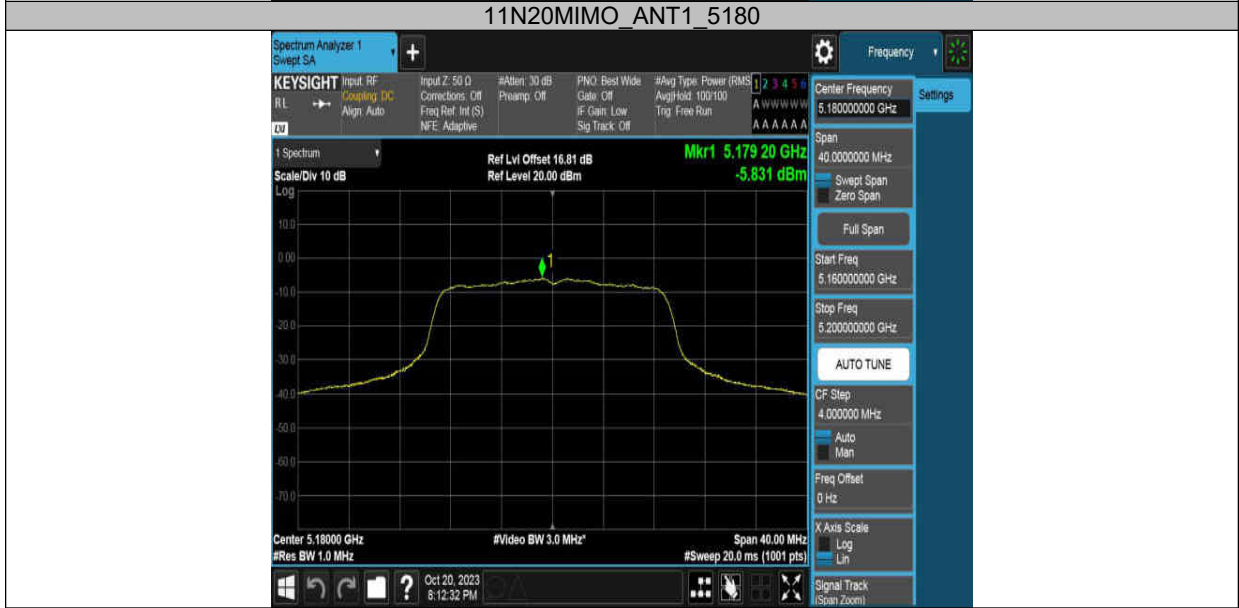 11N20MIMO_ANT1_5180
Spectrum Analyzer 1
Swept SA
+
Frequency
KEYSIGHT
RL
Input: RF
Coupling: DC
Align: Auto
Input Z: 50 Ω
Corrections: Off
Freq Ref: Int (S)
NFE: Adaptive
#Atten: 30 dB
Preamp: Off
PNO: Best Wide
Gate: Off
IF Gain: Low
Sig Track: Off
#Avg Type: Power (RMS
Avg|Hold: 100/100
Trig: Free Run
1 2 3 4 5 6
A W W W W W
A A A A A A
1 Spectrum
Scale/Div 10 dB
Log
Ref Lvl Offset 16.81 dB
Ref Level 20.00 dBm
Mkr1 5.179 20 GHz
-5.831 dBm
10.0
0.00
-10.0
-20.0
-30.0
-40.0
-50.0
-60.0
-70.0
1
Center 5.18000 GHz
#Res BW 1.0 MHz
#Video BW 3.0 MHz*
Span 40.00 MHz
#Sweep 20.0 ms (1001 pts)
?
Oct 20, 2023
8:12:32 PM
Center Frequency
5.180000000 GHz
Settings
Span
40.0000000 MHz
Swept Span
Zero Span
Full Span
Start Freq
5.160000000 GHz
Stop Freq
5.200000000 GHz
AUTO TUNE
CF Step
4.000000 MHz
Auto
Man
Freq Offset
0 Hz
X Axis Scale
Log
Lin
Signal Track
(Span Zoom)